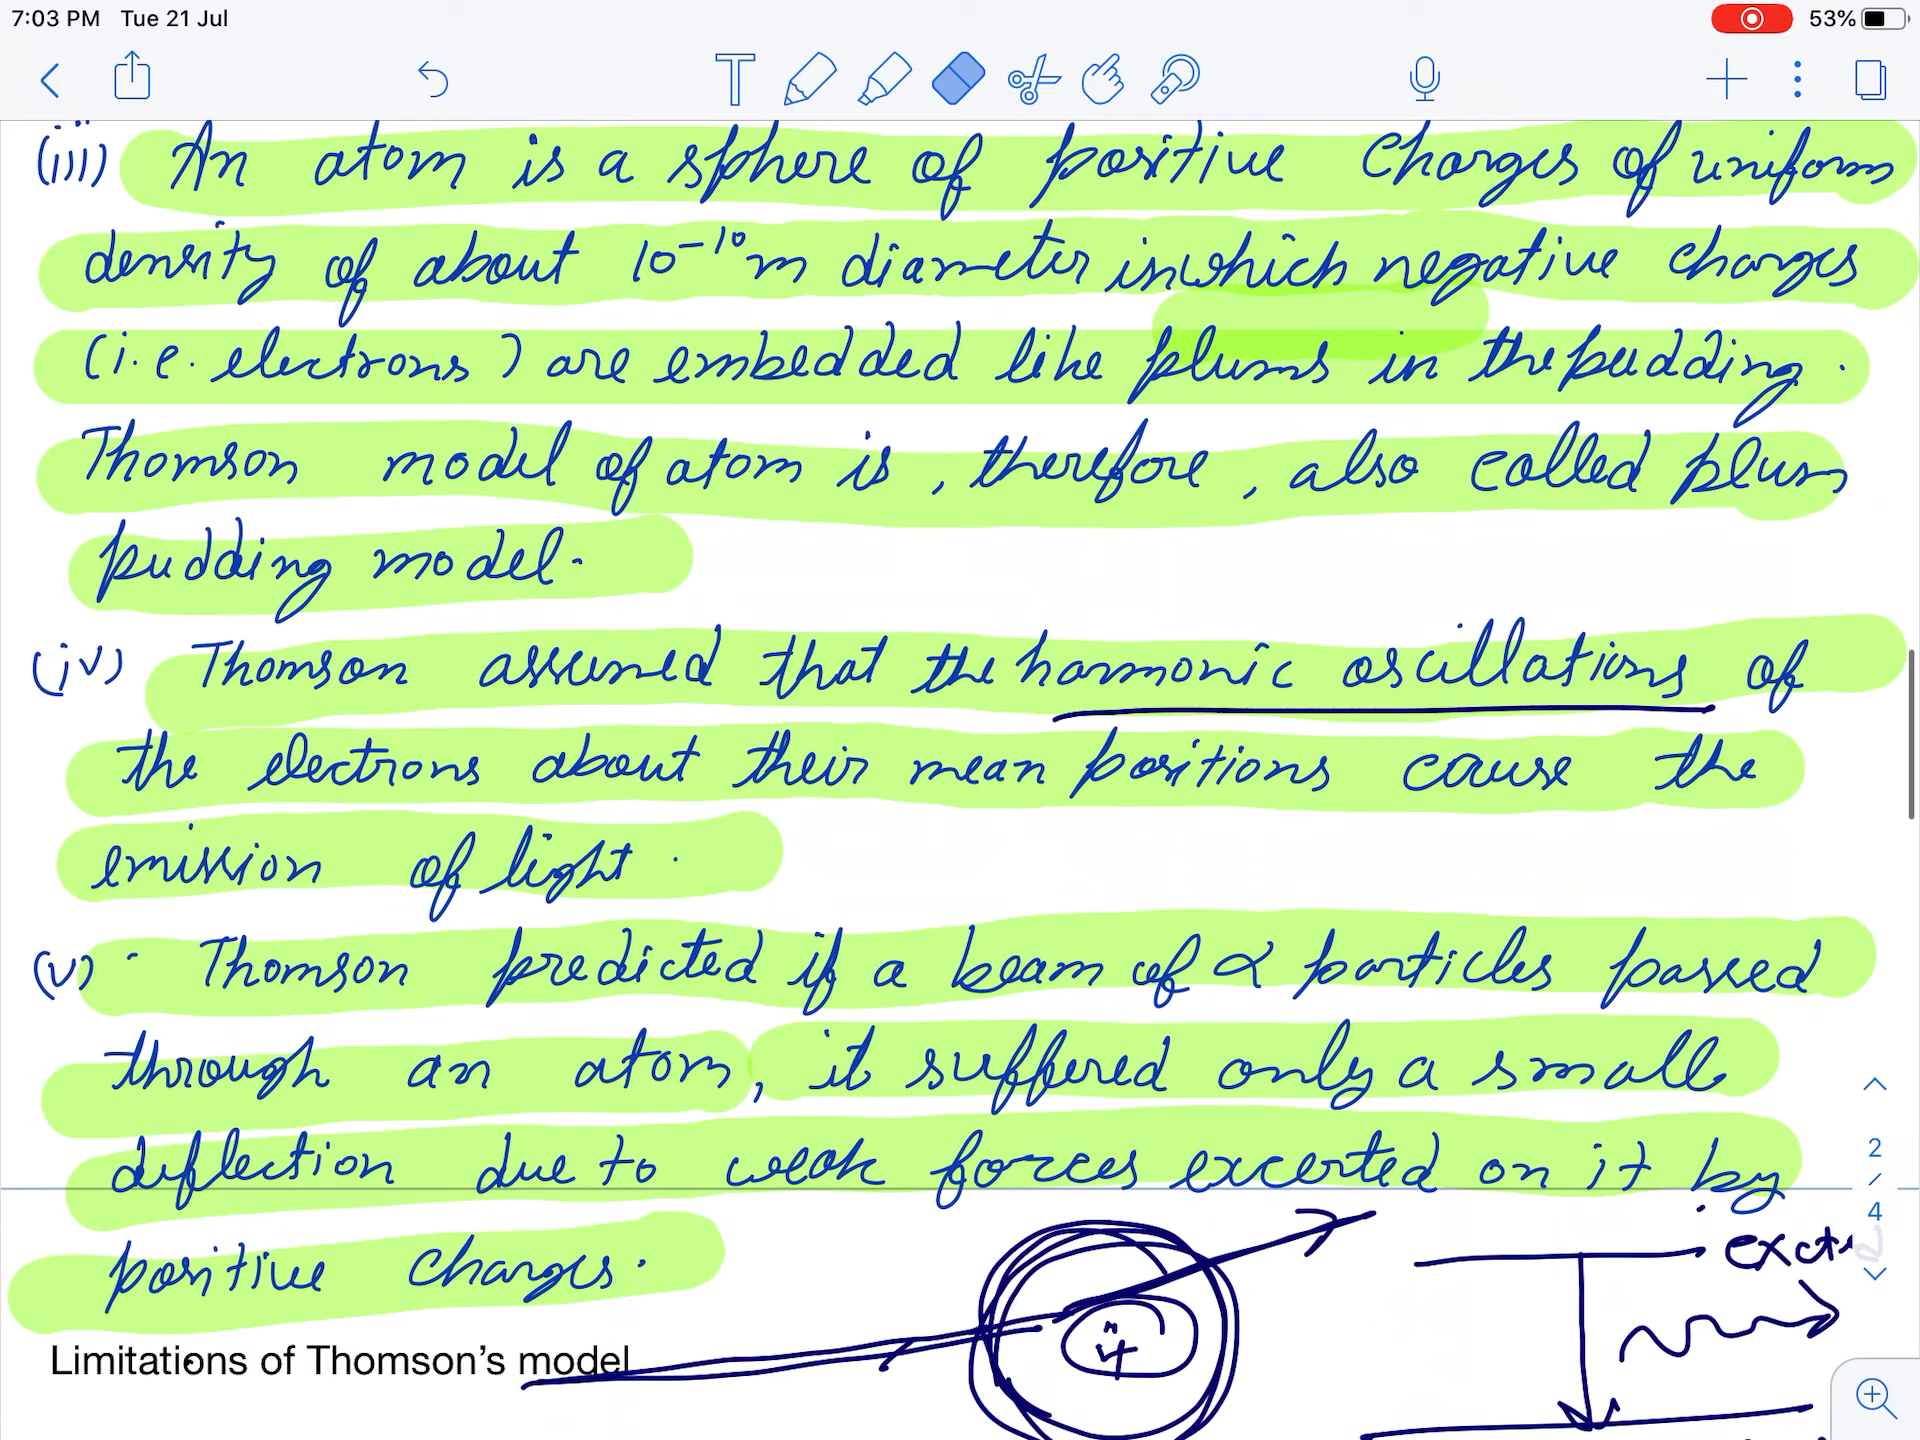 7:03 PM Tue 21 Jul 53%
T
(iii) An atom is a sphere of positive charges of uniform
density of about 10⁻¹⁰m diameter in which negative charges
(i.e. electrons) are embedded like plums in the pudding.
Thomson model of atom is, therefore, also called plum
pudding model.
(iv) Thomson assumed that the harmonic oscillations of
the electrons about their mean positions cause the
emission of light.
(v) Thomson predicted if a beam of α particles passed
through an atom, it suffered only a small
deflection due to weak forces excerted on it by
positive charges.
2
/
4
Limitations of Thomson's model